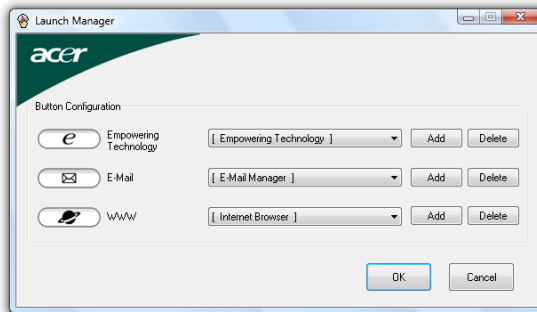 Launch Manager
acer
Button Configuration
e Empowering Technology [ Empowering Technology ] Add Delete
E-Mail [ E-Mail Manager ] Add Delete
WWW [ Internet Browser ] Add Delete
OK Cancel